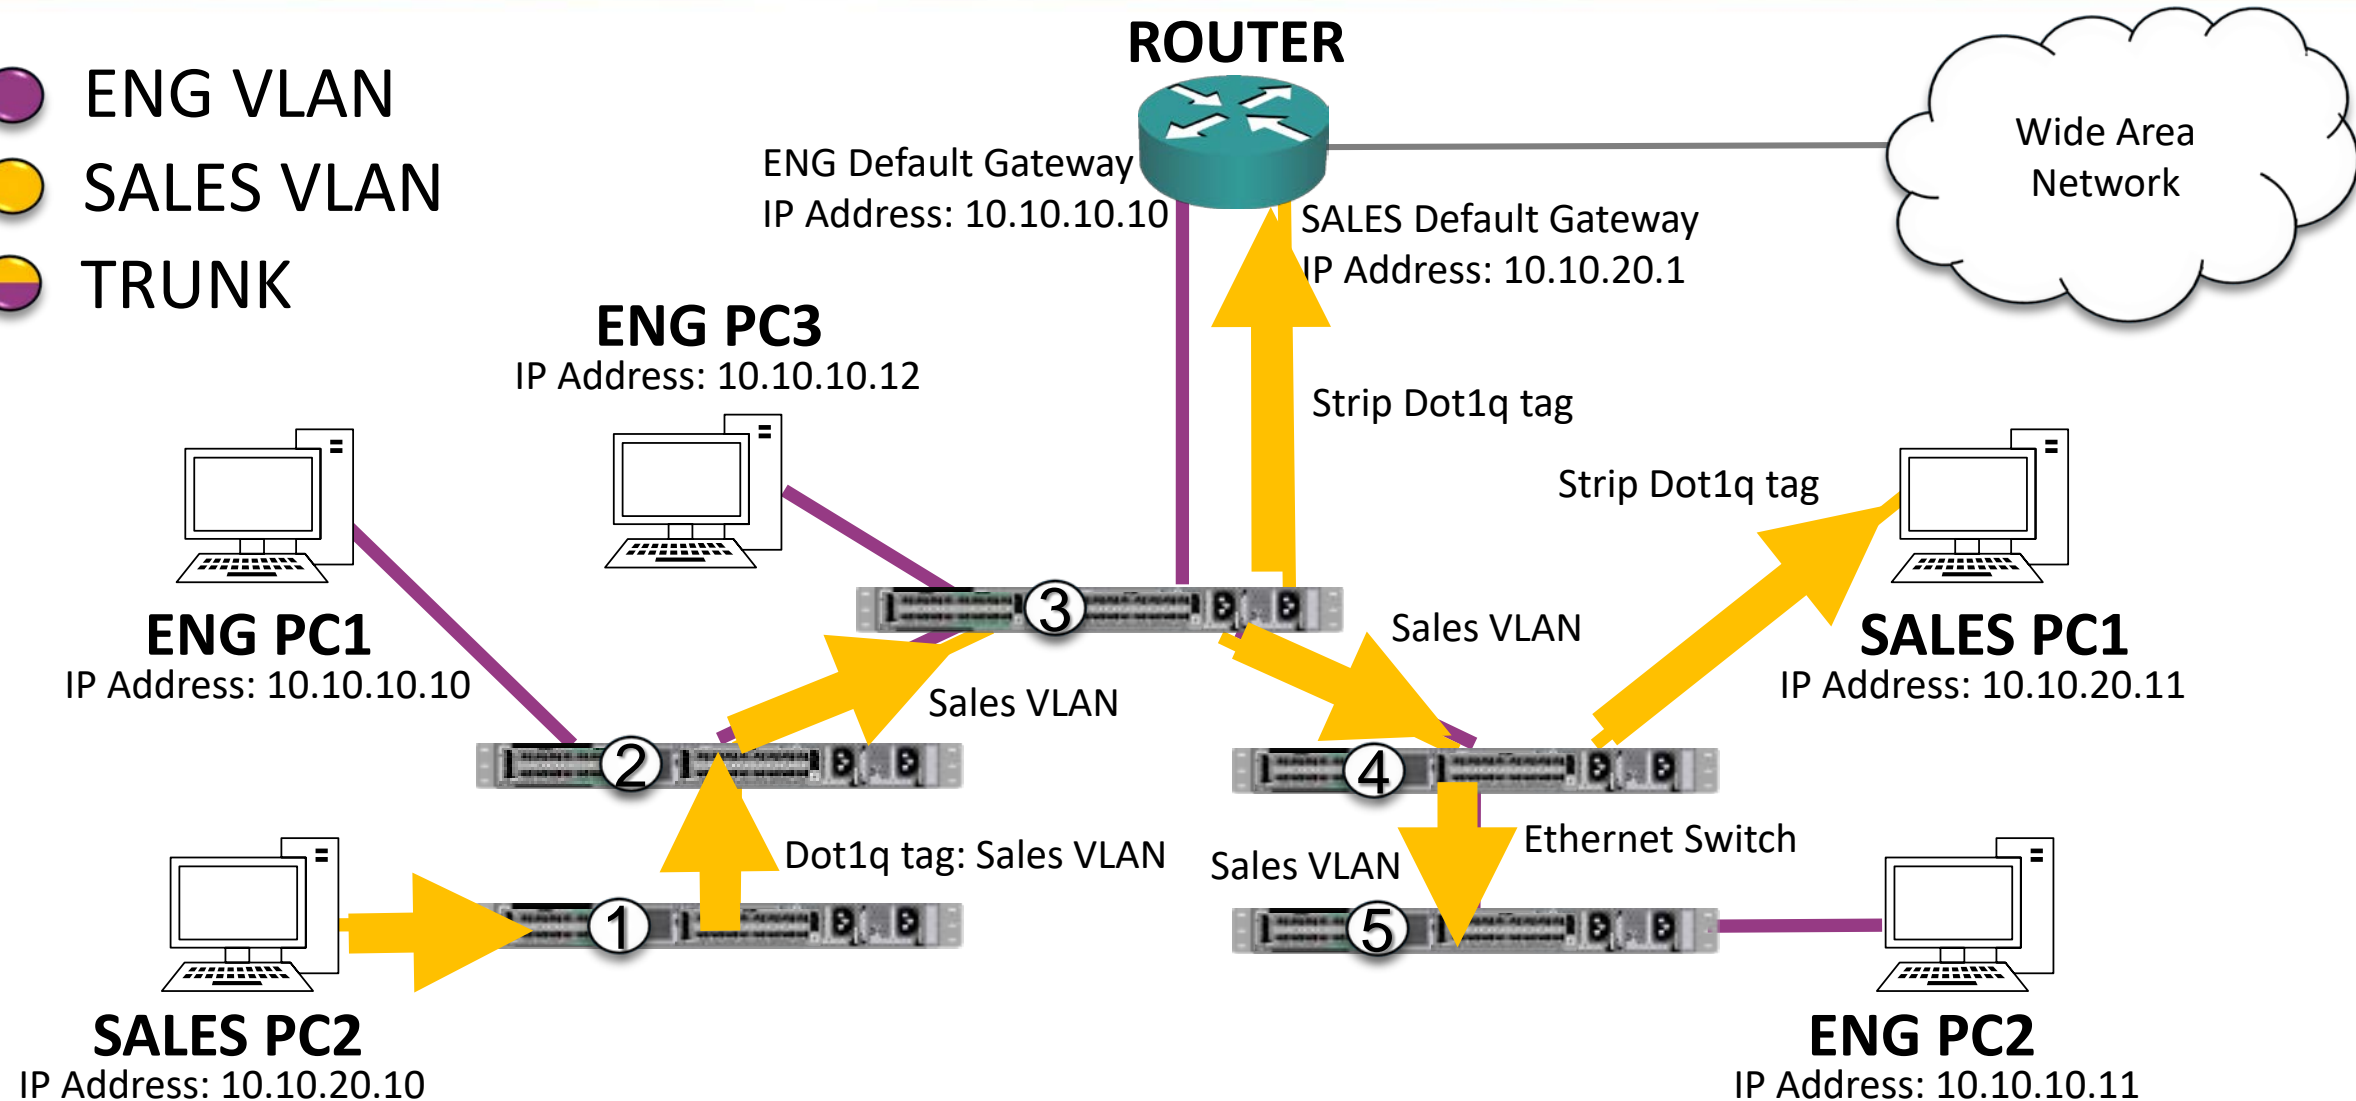 ROUTER
ENG VLAN
SALES VLAN
TRUNK
Wide Area
Network
ENG Default Gateway
IP Address: 10.10.10.10
SALES Default Gateway
IP Address: 10.10.20.1
ENG PC3
IP Address: 10.10.10.12
Strip Dot1q tag
Strip Dot1q tag
ENG PC1
IP Address: 10.10.10.10
3
Sales VLAN
SALES PC1
IP Address: 10.10.20.11
Sales VLAN
2
4
Dot1q tag: Sales VLAN
Sales VLAN
Ethernet Switch
1
5
SALES PC2
IP Address: 10.10.20.10
ENG PC2
IP Address: 10.10.10.11